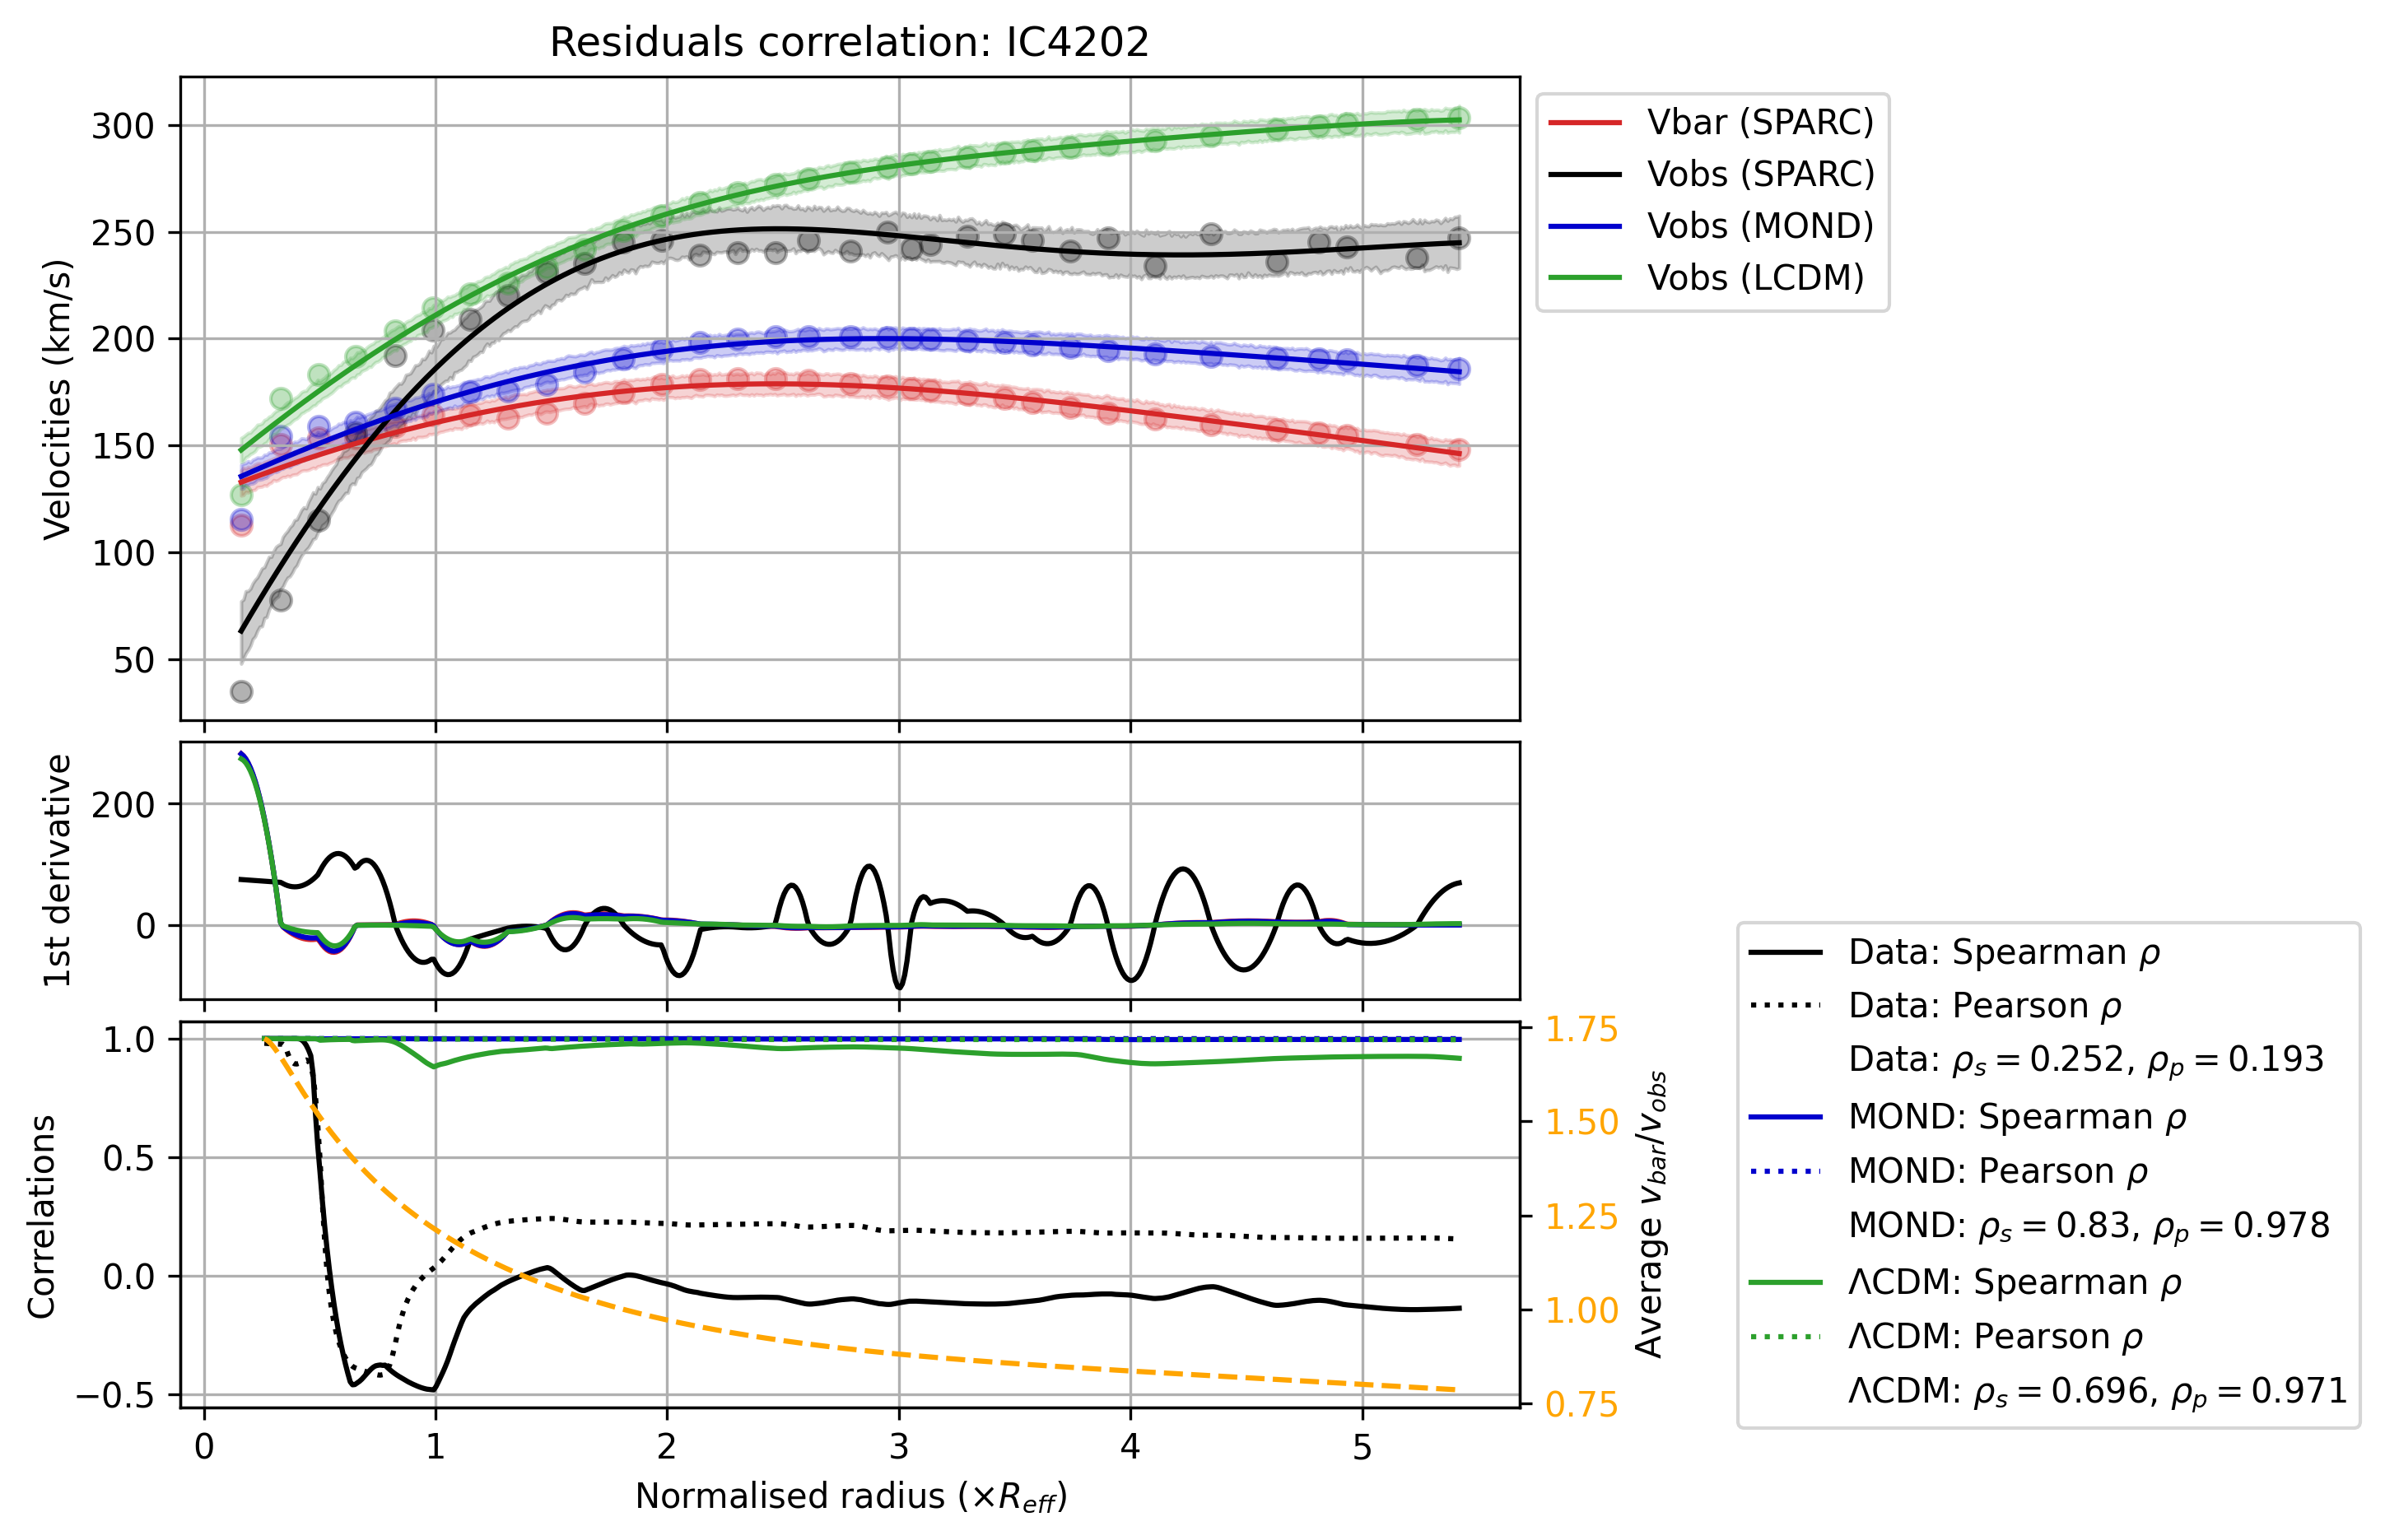 Residuals correlation: IC4202
Velocities (km/s)
300
250
200
150
100
50
Vbar (SPARC)
Vobs (SPARC)
Vobs (MOND)
Vobs (LCDM)
1st derivative
200
0
Correlations
1.0
0.5
0.0
−0.5
1.75
1.50
1.25
1.00
0.75
Average v_bar/v_obs
0 1 2 3 4 5
Normalised radius (×R_eff)
Data: Spearman ρ
Data: Pearson ρ
Data: ρ_s = 0.252, ρ_p = 0.193
MOND: Spearman ρ
MOND: Pearson ρ
MOND: ρ_s = 0.83, ρ_p = 0.978
ΛCDM: Spearman ρ
ΛCDM: Pearson ρ
ΛCDM: ρ_s = 0.696, ρ_p = 0.971